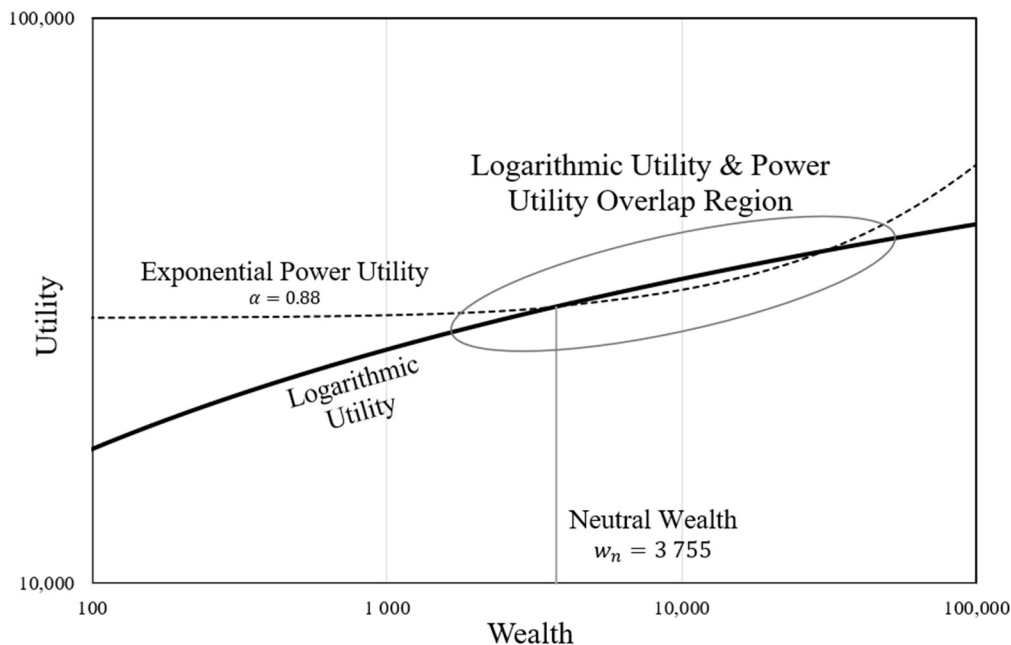 100,000
Logarithmic Utility & Power
Utility Overlap Region
Exponential Power Utility
α = 0.88
Utility
Logarithmic
Utility
Neutral Wealth
wₙ = 3 755
10,000
100
1 000
10,000
100,000
Wealth